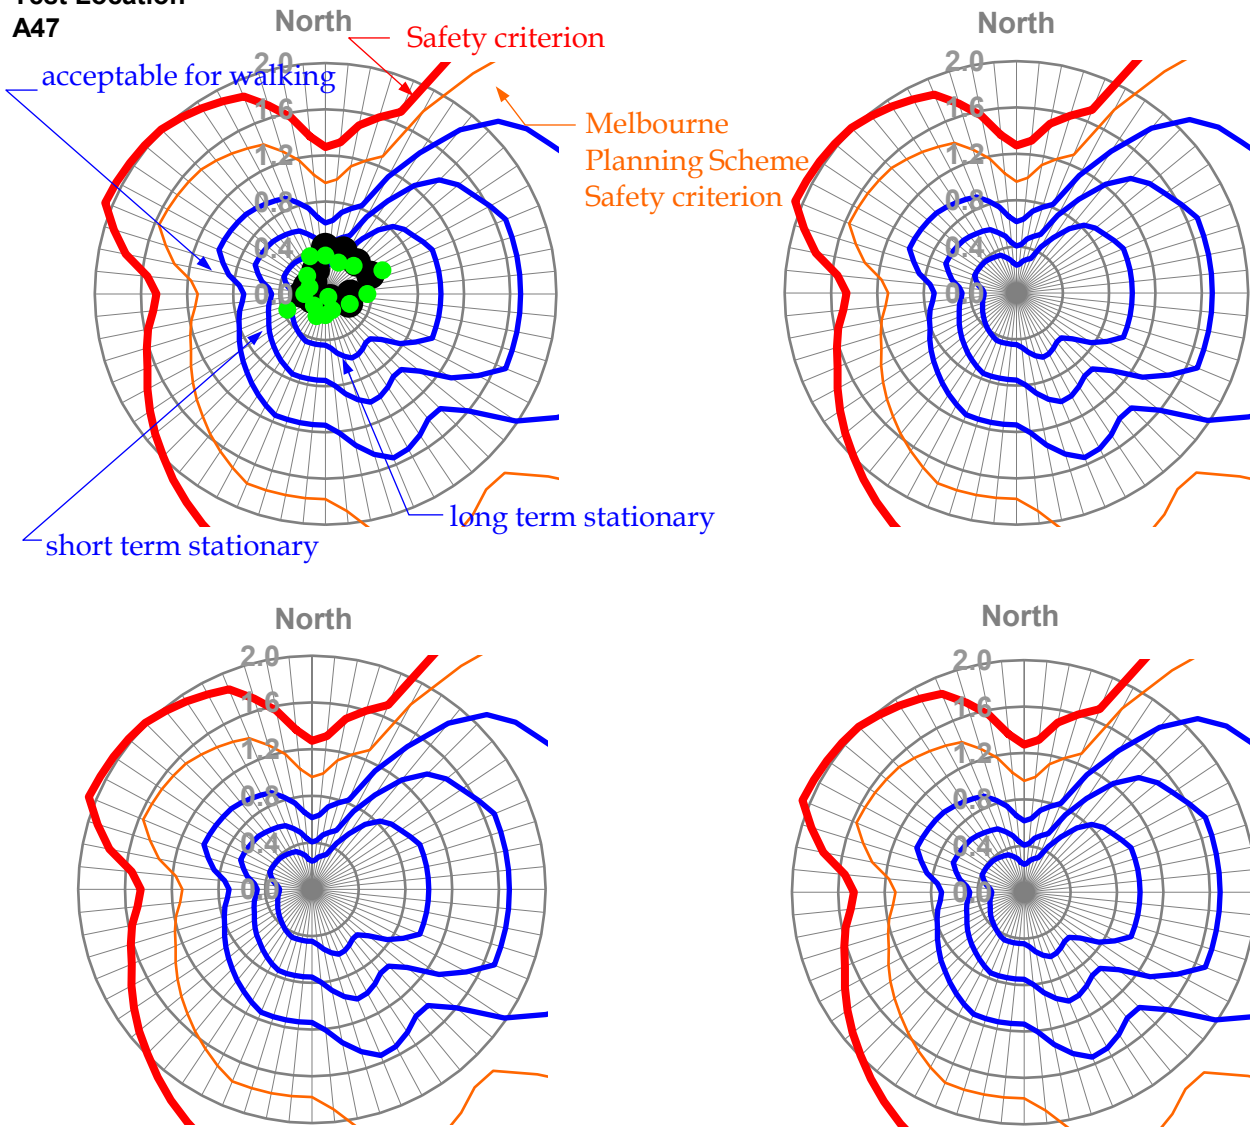 Test Location
A47
North
Safety criterion
acceptable for walking
Melbourne
Planning Scheme
Safety criterion
2.0
1.6
1.2
0.8
0.4
0.0
long term stationary
short term stationary
North
2.0
1.6
1.2
0.8
0.4
0.0
North
2.0
1.6
1.2
0.8
0.4
0.0
North
2.0
1.6
1.2
0.8
0.4
0.0